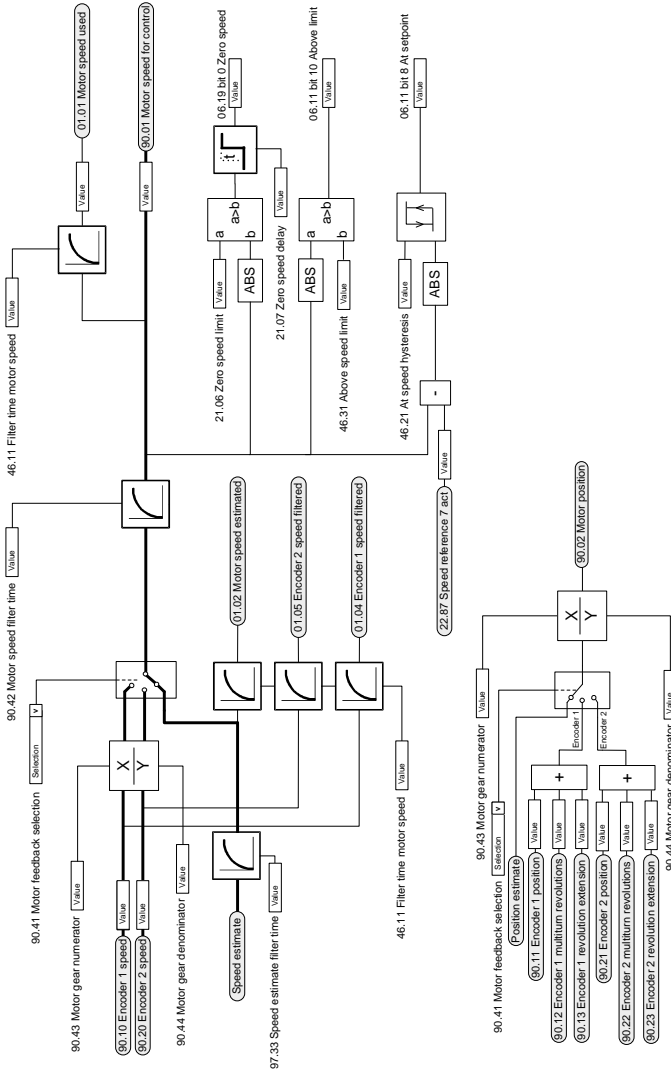 46.11 Filter time motor speed
Value
Value
01.01 Motor speed used
90.42 Motor speed filter time
Value
Value
90.01 Motor speed for control
90.41 Motor feedback selection
Selection
v
90.43 Motor gear numerator
Value
90.10 Encoder 1 speed
Value
90.20 Encoder 2 speed
Value
X
Y
90.44 Motor gear denominator
Value
Speed estimate
97.33 Speed estimate filter time
Value
01.02 Motor speed estimated
01.05 Encoder 2 speed filtered
01.04 Encoder 1 speed filtered
46.11 Filter time motor speed
Value
21.06 Zero speed limit
Value
ABS
a
a>b
b
t
06.19 bit 0 Zero speed
Value
21.07 Zero speed delay
Value
ABS
46.31 Above speed limit
Value
a
a>b
b
06.11 bit 10 Above limit
Value
46.21 At speed hysteresis
Value
ABS
-
06.11 bit 8 At setpoint
Value
22.87 Speed reference 7 act
Value
90.43 Motor gear numerator
Value
90.41 Motor feedback selection
Selection
v
Position estimate
90.11 Encoder 1 position
Value
90.12 Encoder 1 multiturn revolutions
Value
90.13 Encoder 1 revolution extension
Value
+
Encoder 1
90.21 Encoder 2 position
Value
90.22 Encoder 2 multiturn revolutions
Value
90.23 Encoder 2 revolution extension
Value
+
Encoder 2
X
Y
90.02 Motor position
90.44 Motor gear denominator
Value